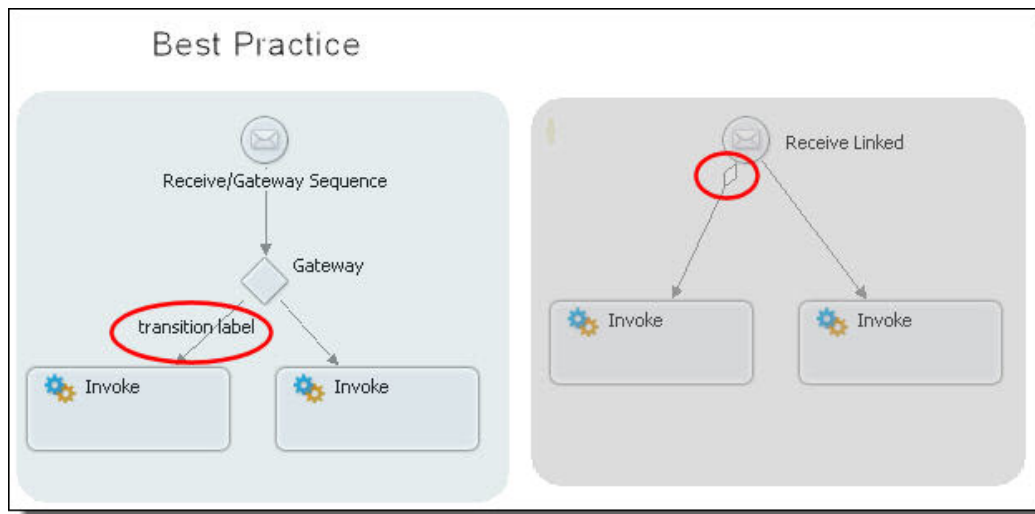 Best Practice
Receive/Gateway Sequence
Gateway
transition label
Invoke
Invoke
Receive Linked
Invoke
Invoke